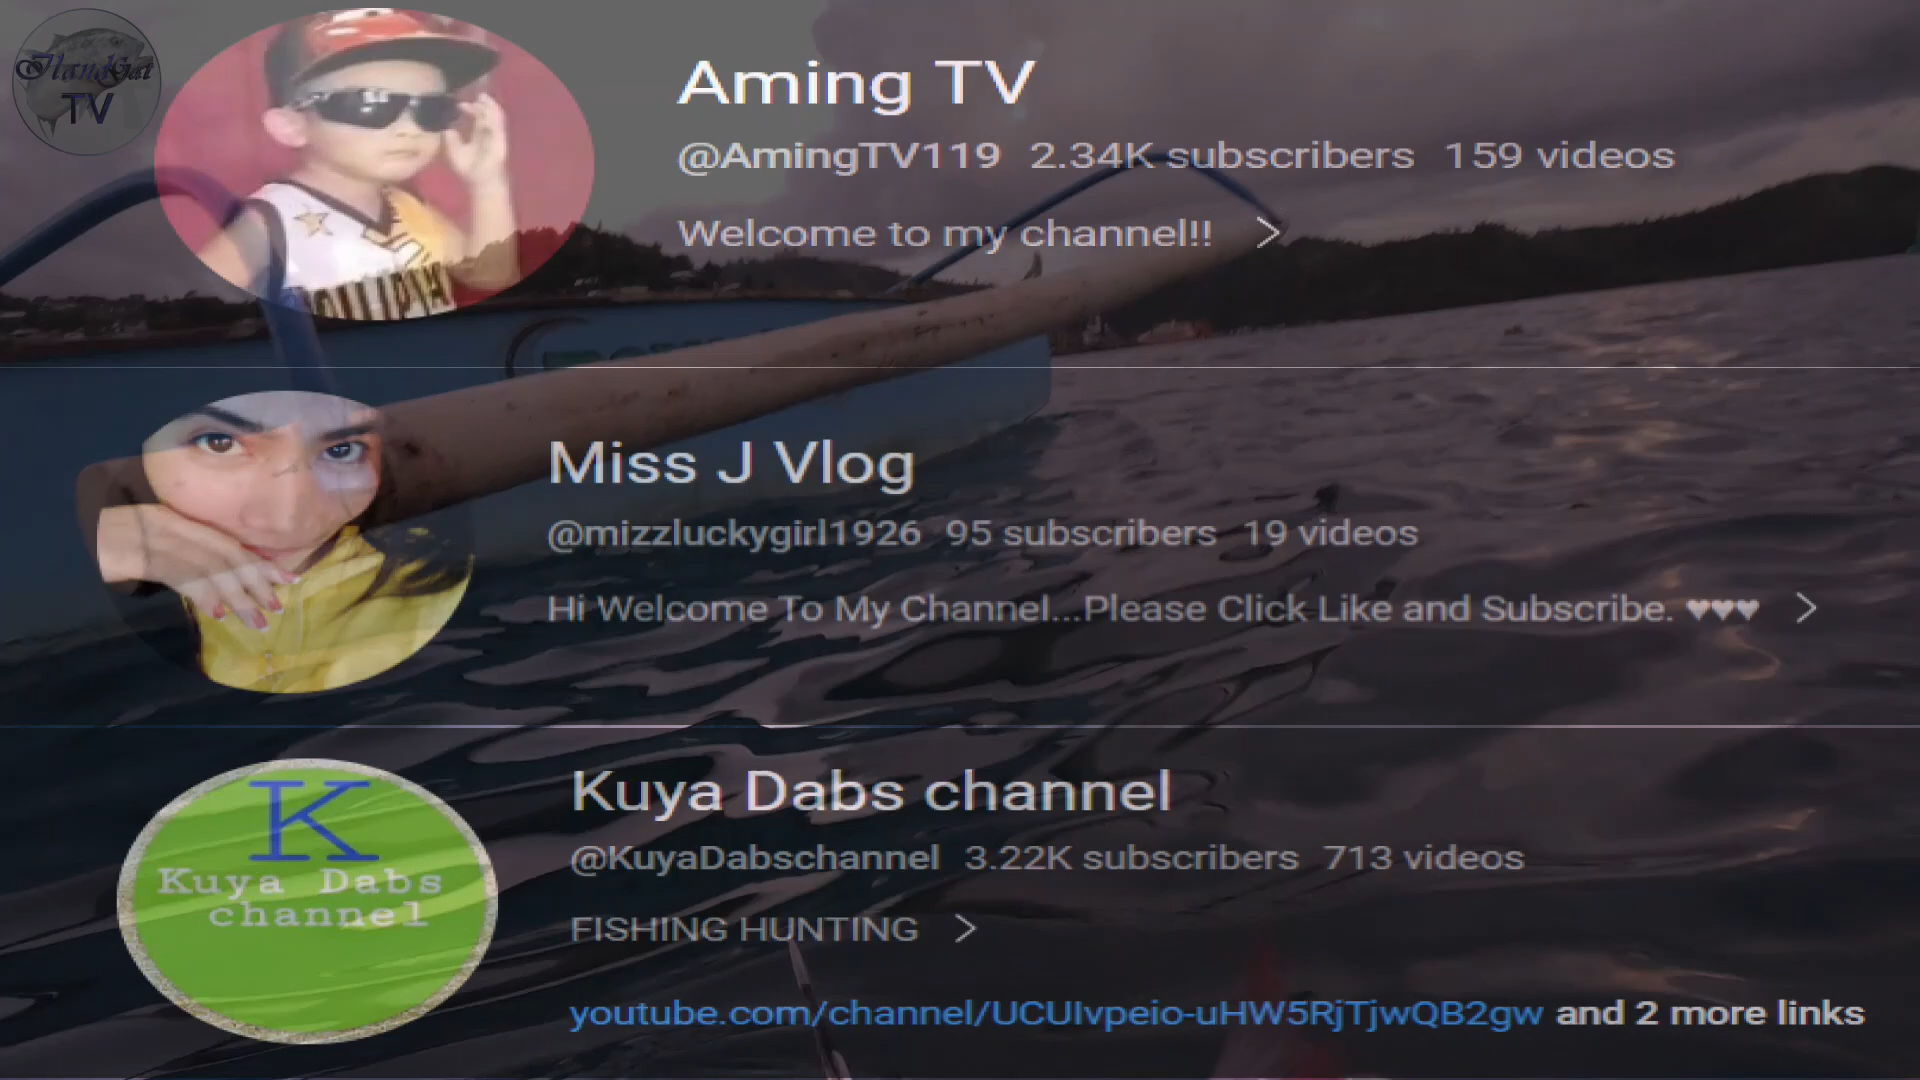 HandGat
TV
Aming TV
@AmingTV119 2.34K subscribers 159 videos
Welcome to my channel!! >
Miss J Vlog
@mizzluckygirl1926 95 subscribers 19 videos
Hi Welcome To My Channel...Please Click Like and Subscribe. ♥♥♥ >
K
Kuya Dabs
channel
Kuya Dabs channel
@KuyaDabschannel 3.22K subscribers 713 videos
FISHING HUNTING >
youtube.com/channel/UCUIvpeio-uHW5RjTjwQB2gw and 2 more links